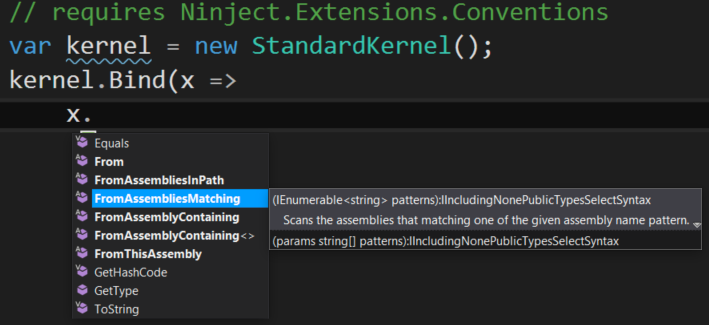 // requires Ninject.Extensions.Conventions
var kernel = new StandardKernel();
kernel.Bind(x =>
x.
Equals
From
FromAssembliesInPath
FromAssembliesMatching
(IEnumerable<string> patterns):IIncludingNonePublicTypesSelectSyntax
Scans the assemblies that matching one of the given assembly name pattern.
FromAssemblyContaining
FromAssemblyContaining<>
(params string[] patterns):IIncludingNonePublicTypesSelectSyntax
FromThisAssembly
GetHashCode
GetType
ToString